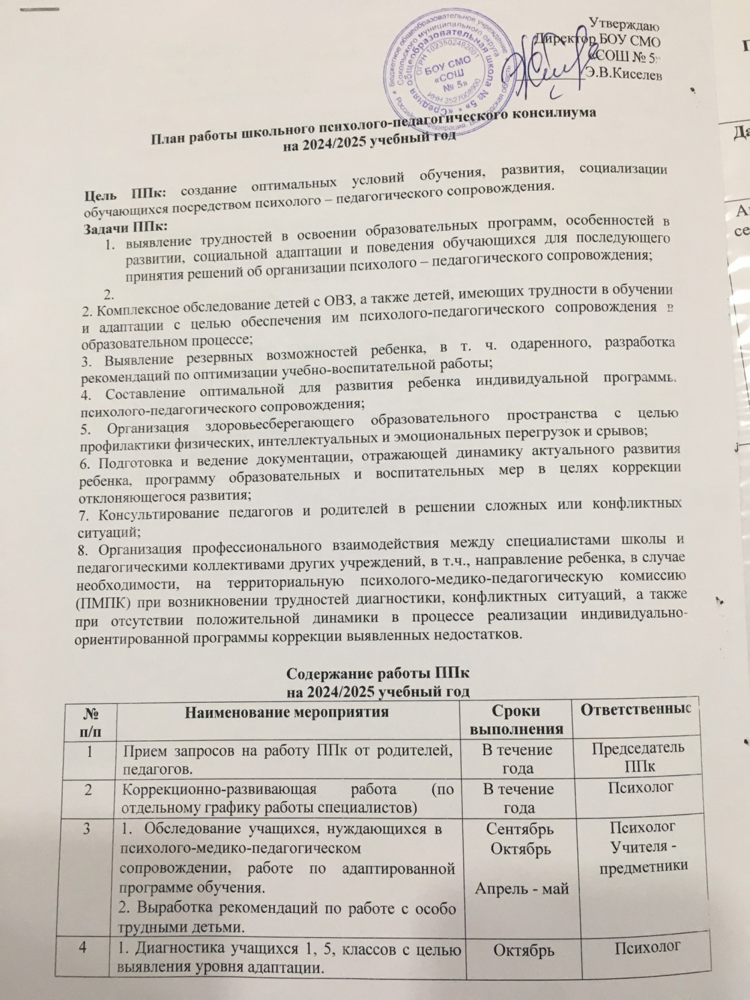 Утверждаю
Директор БОУ СМО
«СОШ № 5»
Э.В.Киселев
БОУ СМО
«СОШ
№ 5»
ОГРН 1023502482001
ИНН 3527008900
План работы школьного психолого-педагогического консилиума
на 2024/2025 учебный год
Цель ППк: создание оптимальных условий обучения, развития, социализации
обучающихся посредством психолого – педагогического сопровождения.
Задачи ППк:
1. выявление трудностей в освоении образовательных программ, особенностей в
развитии, социальной адаптации и поведения обучающихся для последующего
принятия решений об организации психолого – педагогического сопровождения;
2.
2. Комплексное обследование детей с ОВЗ, а также детей, имеющих трудности в обучении
и адаптации с целью обеспечения им психолого-педагогического сопровождения в
образовательном процессе;
3. Выявление резервных возможностей ребенка, в т. ч. одаренного, разработка
рекомендаций по оптимизации учебно-воспитательной работы;
4. Составление оптимальной для развития ребенка индивидуальной программы
психолого-педагогического сопровождения;
5. Организация здоровьесберегающего образовательного пространства с целью
профилактики физических, интеллектуальных и эмоциональных перегрузок и срывов;
6. Подготовка и ведение документации, отражающей динамику актуального развития
ребенка, программу образовательных и воспитательных мер в целях коррекции
отклоняющегося развития;
7. Консультирование педагогов и родителей в решении сложных или конфликтных
ситуаций;
8. Организация профессионального взаимодействия между специалистами школы и
педагогическими коллективами других учреждений, в т.ч., направление ребенка, в случае
необходимости, на территориальную психолого-медико-педагогическую комиссию
(ПМПК) при возникновении трудностей диагностики, конфликтных ситуаций, а также
при отсутствии положительной динамики в процессе реализации индивидуально-
ориентированной программы коррекции выявленных недостатков.
Содержание работы ППк
на 2024/2025 учебный год
№ п/п Наименование мероприятия Сроки выполнения Ответственные
1 Прием запросов на работу ППк от родителей, В течение Председатель
педагогов. года ППк
2 Коррекционно-развивающая работа (по В течение Психолог
отдельному графику работы специалистов) года
3 1. Обследование учащихся, нуждающихся в Сентябрь Психолог
психолого-медико-педагогическом Октябрь Учителя -
сопровождении, работе по адаптированной предметники
программе обучения. Апрель - май
2. Выработка рекомендаций по работе с особо
трудными детьми.
4 1. Диагностика учащихся 1, 5, классов с целью Октябрь Психолог
выявления уровня адаптации.